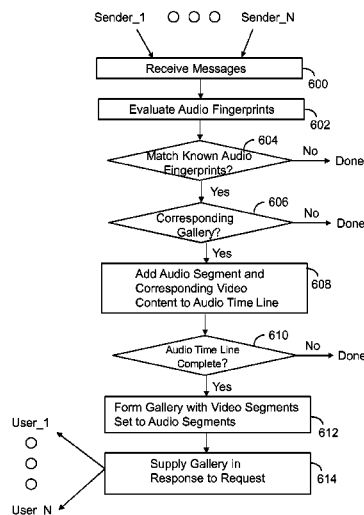 Sender_1 Sender_N
Receive Messages
600
Evaluate Audio Fingerprints
602
604
Match Known Audio
Fingerprints?
No
Done
Yes
606
Corresponding
Gallery?
No
Done
Yes
Add Audio Segment and
Corresponding Video
Content to Audio Time Line
608
610
Audio Time Line
Complete?
No
Done
Yes
Form Gallery with Video Segments
Set to Audio Segments
612
User_1
Supply Gallery in
Response to Request
614
User_N